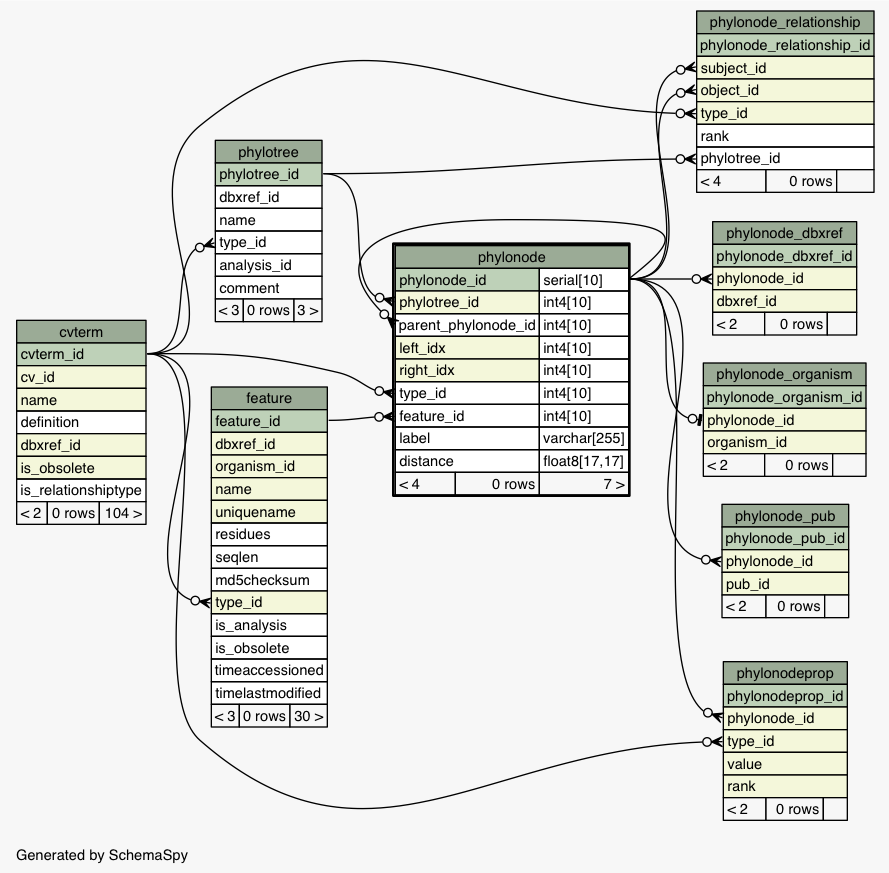 phylonode_relationship
phylonode_relationship_id
subject_id
object_id
type_id
rank
phylotree_id
< 4 0 rows
phylotree
phylotree_id
dbxref_id
name
type_id
analysis_id
comment
< 3 0 rows 3 >
phylonode
phylonode_id serial[10]
phylotree_id int4[10]
parent_phylonode_id int4[10]
left_idx int4[10]
right_idx int4[10]
type_id int4[10]
feature_id int4[10]
label varchar[255]
distance float8[17,17]
< 4 0 rows 7 >
phylonode_dbxref
phylonode_dbxref_id
phylonode_id
dbxref_id
< 2 0 rows
cvterm
cvterm_id
cv_id
name
definition
dbxref_id
is_obsolete
is_relationshiptype
< 2 0 rows 104 >
feature
feature_id
dbxref_id
organism_id
name
uniquename
residues
seqlen
md5checksum
type_id
is_analysis
is_obsolete
timeaccessioned
timelastmodified
< 3 0 rows 30 >
phylonode_organism
phylonode_organism_id
phylonode_id
organism_id
< 2 0 rows
phylonode_pub
phylonode_pub_id
phylonode_id
pub_id
< 2 0 rows
phylonodeprop
phylonodeprop_id
phylonode_id
type_id
value
rank
< 2 0 rows
Generated by SchemaSpy